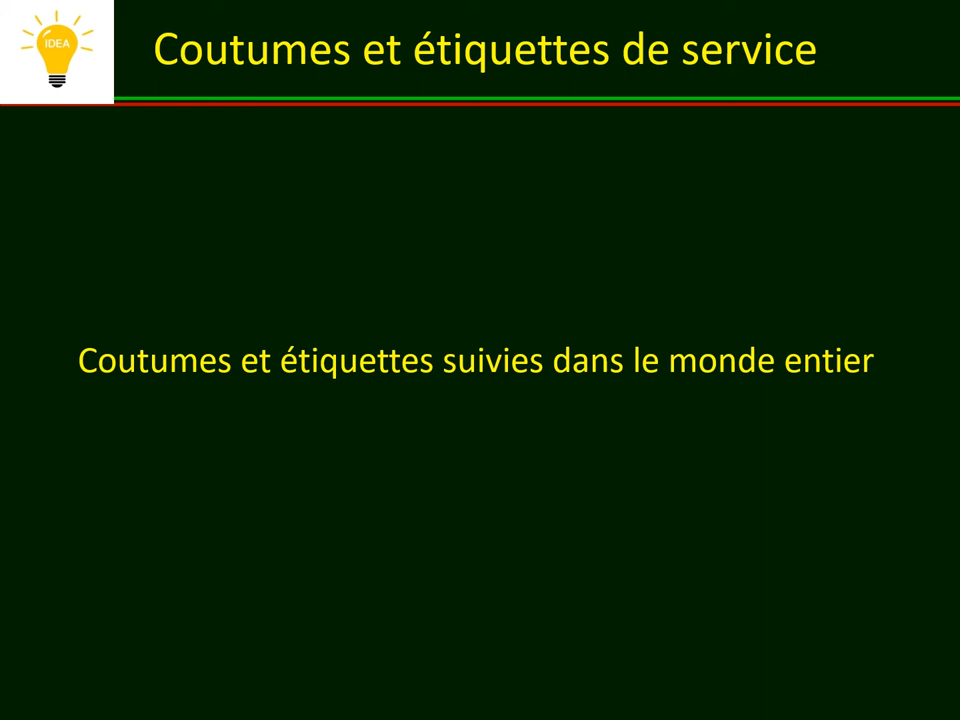 IDEA
Coutumes et étiquettes de service
Coutumes et étiquettes suivies dans le monde entier